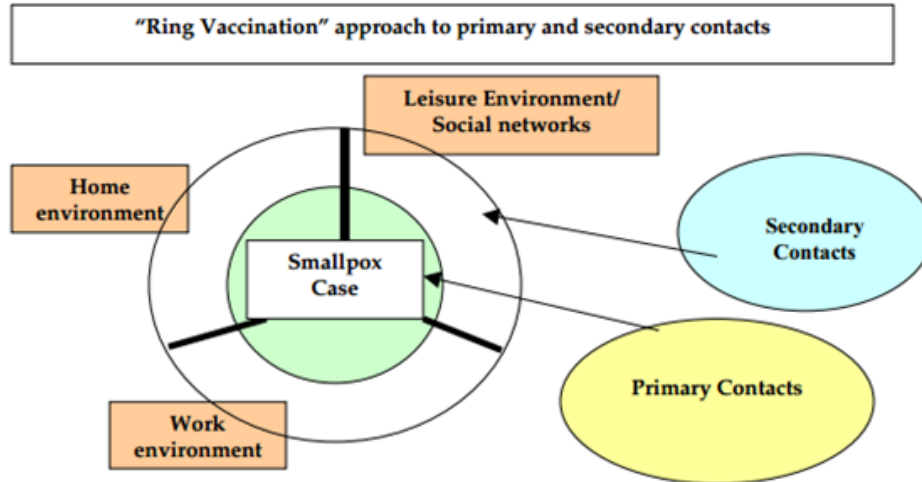 “Ring Vaccination” approach to primary and secondary contacts
Leisure Environment/
Social networks
Home
environment
Smallpox
Case
Secondary
Contacts
Primary Contacts
Work
environment